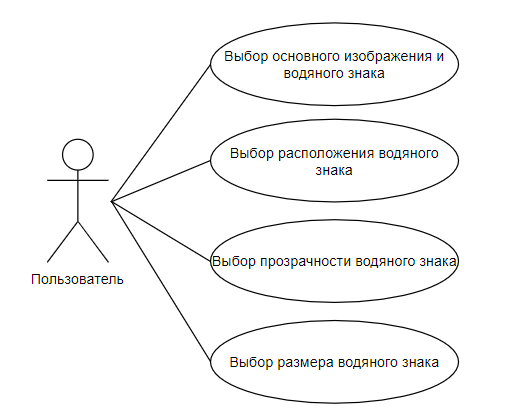 Выбор основного изображения и
водяного знака
Выбор расположения водяного
знака
Выбор прозрачности водяного знака
Пользователь
Выбор размера водяного знака